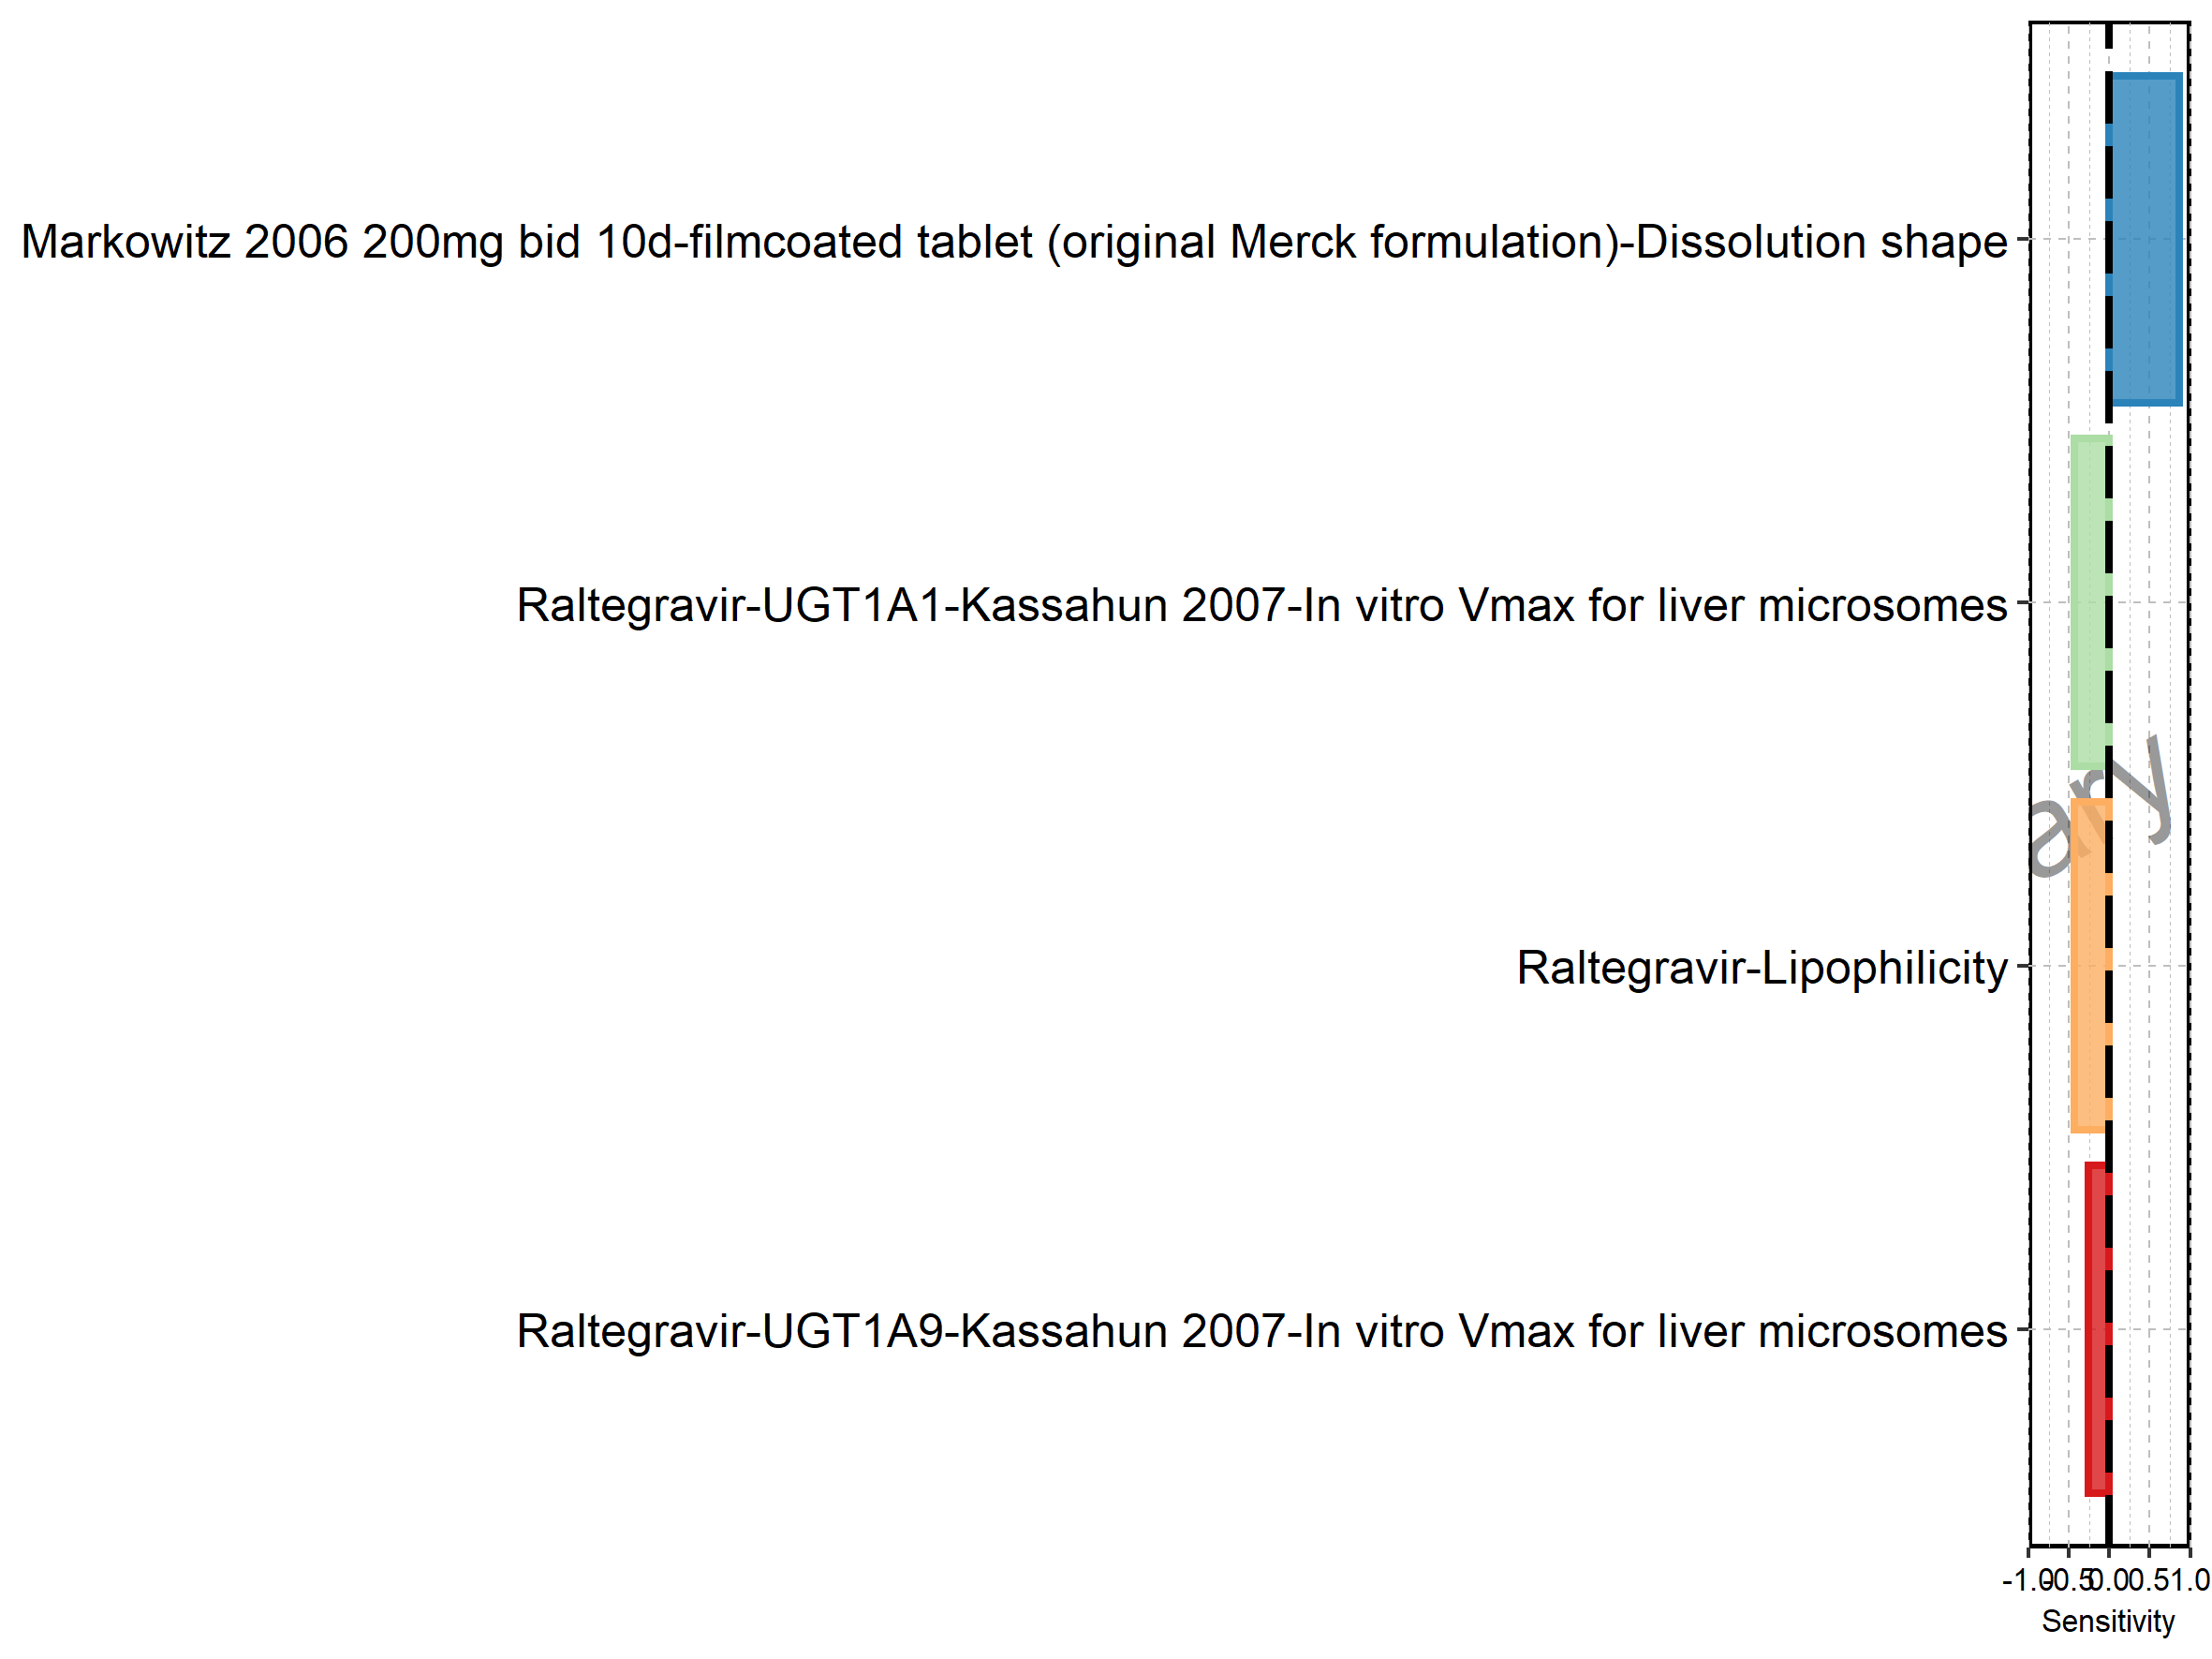 Markowitz 2006 200mg bid 10d-filmcoated tablet (original Merck formulation)-Dissolution shape
Raltegravir-UGT1A1-Kassahun 2007-In vitro Vmax for liver microsomes
ary
Raltegravir-Lipophilicity
Raltegravir-UGT1A9-Kassahun 2007-In vitro Vmax for liver microsomes
-1.0 -0.5 0.0 0.5 1.0
Sensitivity